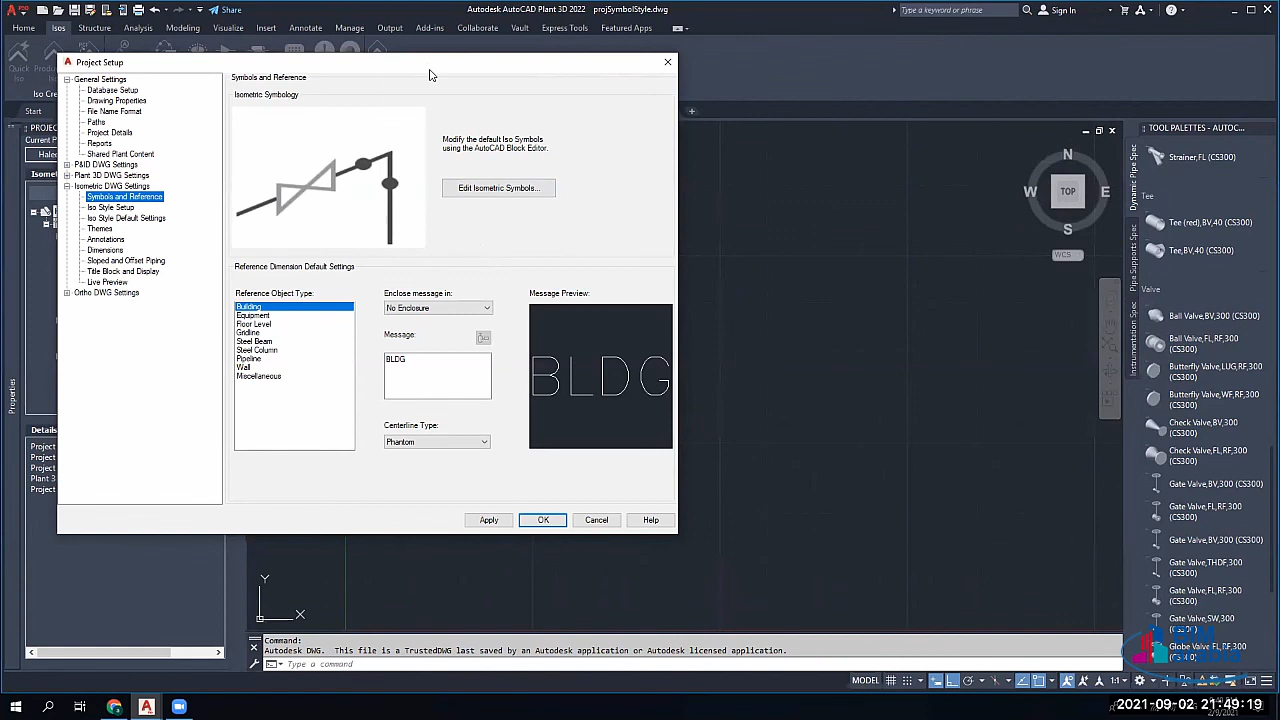 Share
Autodesk AutoCAD Plant 3D 2022 projSymbolStyle.dwg
Type a keyword or phrase
Sign In
Home Isos Structure Analysis Modeling Visualize Insert Annotate Manage Output Add-ins Collaborate Vault Express Tools Featured Apps
Quick
Iso
Iso Cre
Start
Current P
Isom
Details
Project
Project
Project
Plant 3
Project
Properties
Project Setup
General Settings
Database Setup
Drawing Properties
File Name Format
Paths
Project Details
Reports
Shared Plant Content
P&ID DWG Settings
Plant 3D DWG Settings
Isometric DWG Settings
Symbols and Reference
Iso Style Setup
Iso Style Default Settings
Themes
Annotations
Dimensions
Sloped and Offset Piping
Title Block and Display
Live Preview
Ortho DWG Settings
Symbols and Reference
Isometric Symbology
Modify the default Iso Symbols
using the AutoCAD Block Editor.
Edit Isometric Symbols...
Reference Dimension Default Settings
Reference Object Type:
Building
Equipment
Floor Level
Gridline
Steel Beam
Steel Column
Pipeline
Wall
Miscellaneous
Enclose message in:
No Enclosure
Message:
BLDG
Centerline Type:
Phantom
Message Preview:
BLDG
Apply OK Cancel Help
N
W TOP E
S
WCS
TOOL PALETTES - AUTOC...
Dynamic Pipe Spec
Pipe Supports Spec
Instrumentation Spec
Strainer,FL (CS300)
Tee
Tee (red),BV,40 (CS300)
Tee,BV,40 (CS300)
Valve
Ball Valve,BV,300 (CS300)
Ball Valve,FL,RF,300
(CS300)
Butterfly Valve,LUG,RF,300
(CS300)
Butterfly Valve,WF,RF,300
(CS300)
Check Valve,BV,300
(CS300)
Check Valve,FL,RF,300
(CS300)
Gate Valve,BV,300 (CS300)
Gate Valve,FL,RF,300
(CS300)
Gate Valve,BV,300 (CS300)
Gate Valve,THDF,300
(CS300)
Gate Valve,FL,RF,300
(CS300)
Gate Valve,SW,300
Globe Valve
Y
X
Command:
Autodesk DWG. This file is a TrustedDWG last saved by an Autodesk application or Autodesk licensed application.
Type a command
MODEL
1:1
2021-09-02 21:49:19